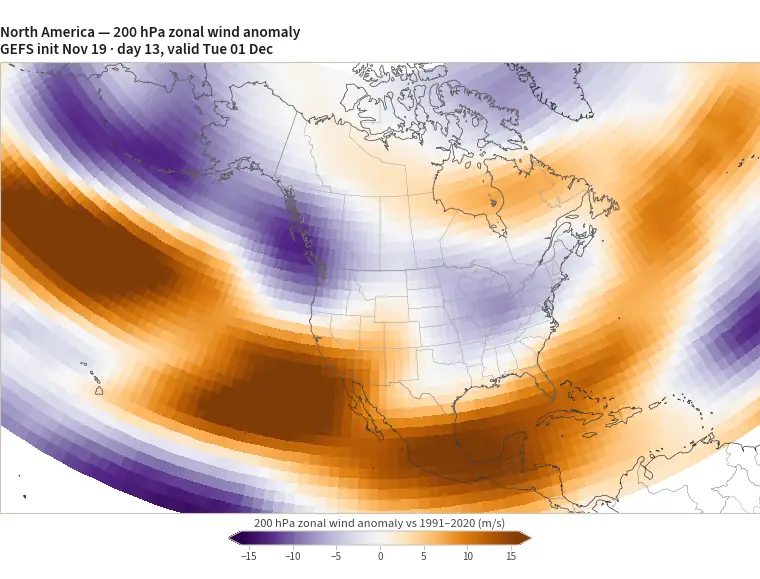 North America — 200 hPa zonal wind anomaly
GEFS init Nov 19 · day 13, valid Tue 01 Dec
200 hPa zonal wind anomaly vs 1991–2020 (m/s)
−15 −10 −5 0 5 10 15